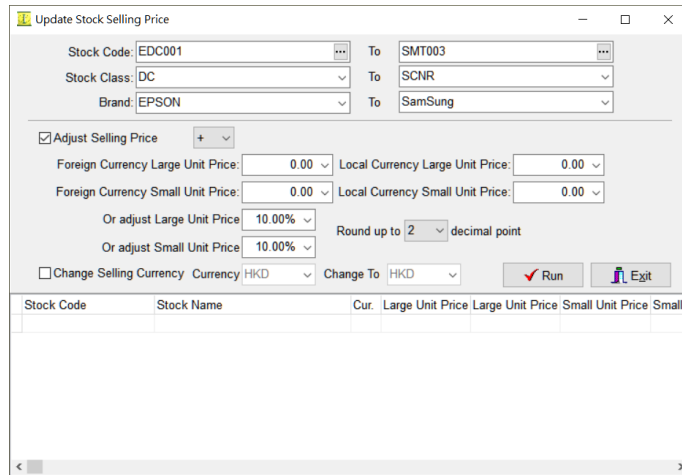 Update Stock Selling Price
Stock Code: EDC001 ... To SMT003 ...
Stock Class: DC To SCNR
Brand: EPSON To SamSung
Adjust Selling Price +
Foreign Currency Large Unit Price: 0.00 Local Currency Large Unit Price: 0.00
Foreign Currency Small Unit Price: 0.00 Local Currency Small Unit Price: 0.00
Or adjust Large Unit Price 10.00%
Round up to 2 decimal point
Or adjust Small Unit Price 10.00%
Change Selling Currency Currency HKD Change To HKD Run Exit
Stock Code Stock Name Cur. Large Unit Price Large Unit Price Small Unit Price Small